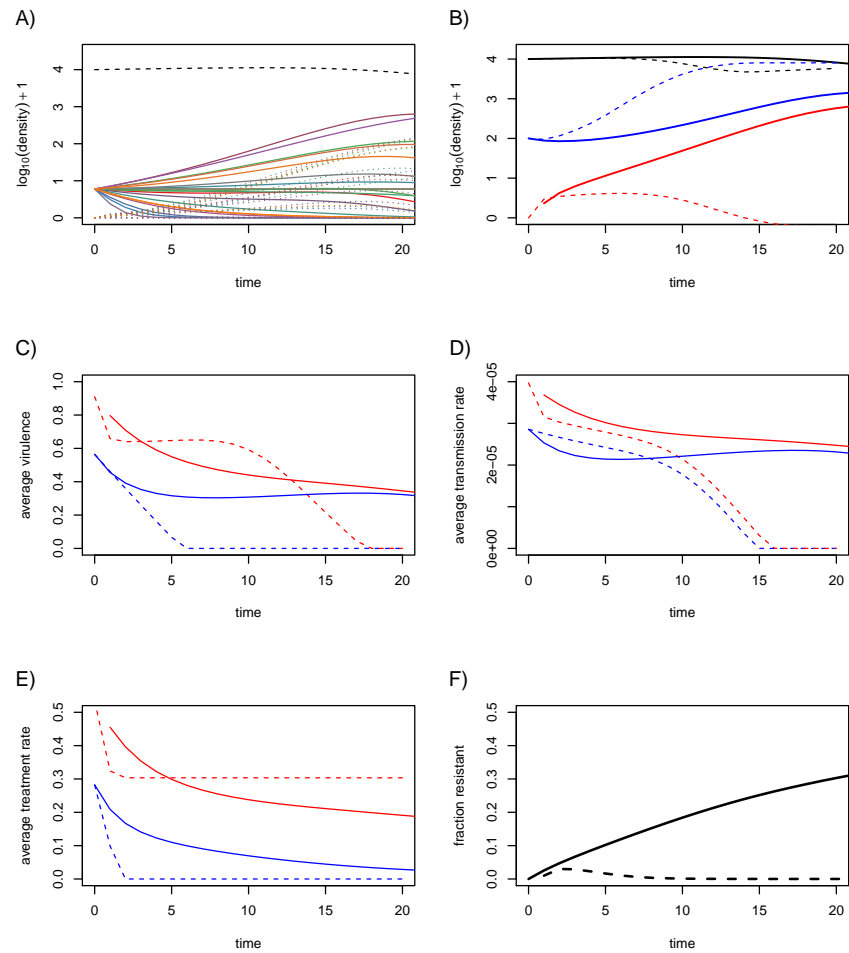 A)
log₁₀(density) + 1
0 1 2 3 4
0 5 10 15 20
time
B)
log₁₀(density) + 1
0 1 2 3 4
0 5 10 15 20
time
C)
average virulence
0.0 0.2 0.4 0.6 0.8 1.0
0 5 10 15 20
time
D)
average transmission rate
0e+00 2e−05 4e−05
0 5 10 15 20
time
E)
average treatment rate
0.0 0.1 0.2 0.3 0.4 0.5
0 5 10 15 20
time
F)
fraction resistant
0.0 0.1 0.2 0.3 0.4 0.5
0 5 10 15 20
time